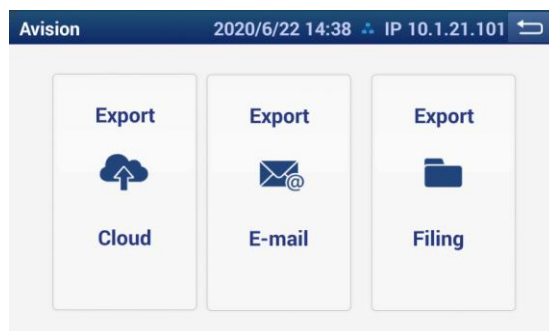 Avision 2020/6/22 14:38 IP 10.1.21.101
Export Export Export
@
Cloud E-mail Filing